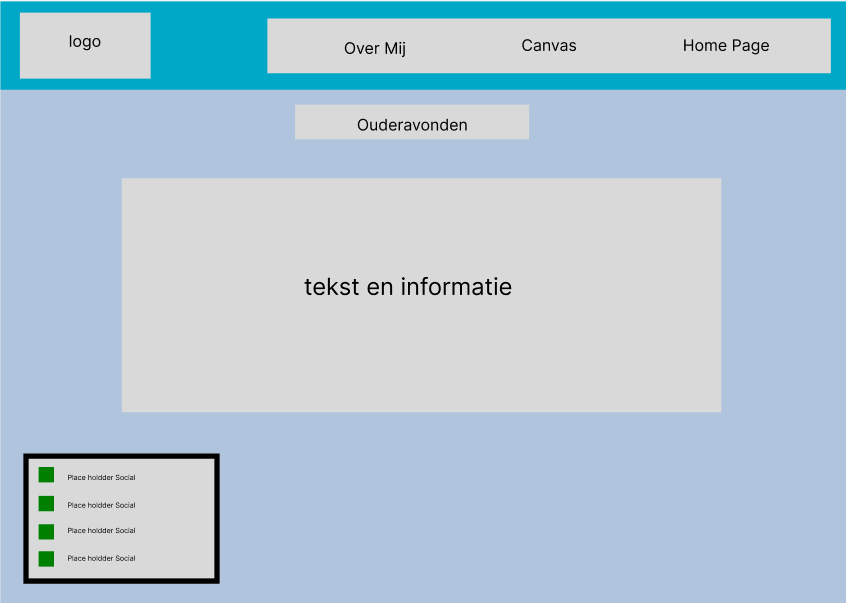 logo
Over Mij
Canvas
Home Page
Ouderavonden
tekst en informatie
Place holdder Social
Place holdder Social
Place holdder Social
Place holdder Social